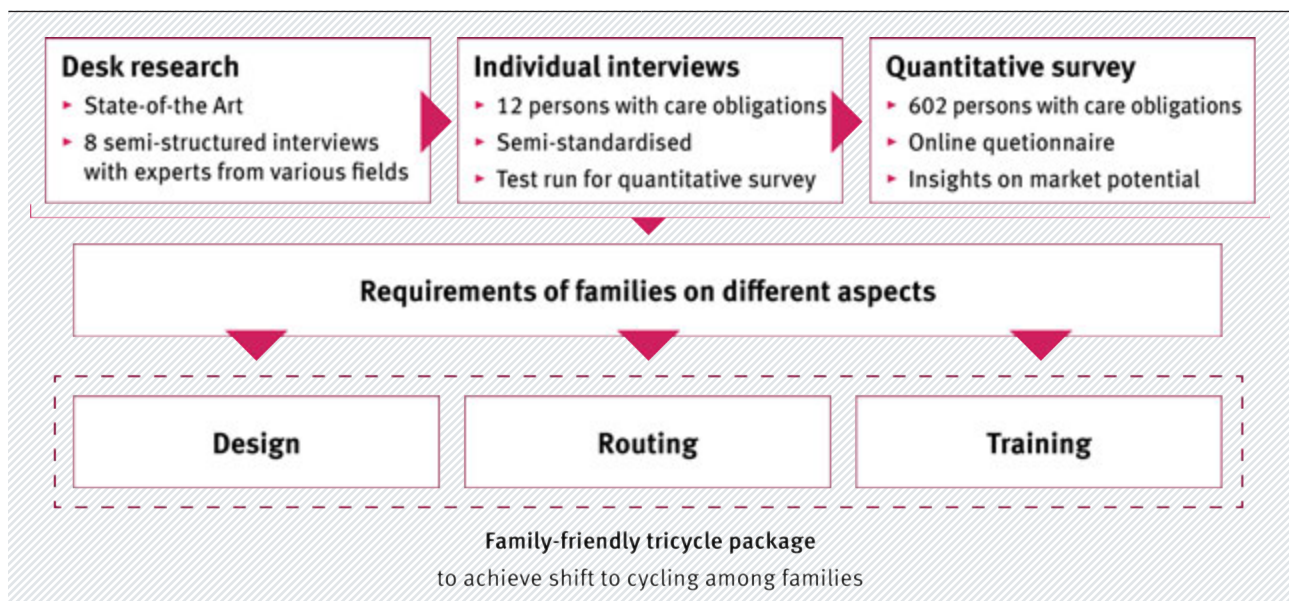 Desk research
► State-of-the Art
► 8 semi-structured interviews
with experts from various fields
Individual interviews
► 12 persons with care obligations
► Semi-standardised
► Test run for quantitative survey
Quantitative survey
► 602 persons with care obligations
► Online quetionnaire
► Insights on market potential
Requirements of families on different aspects
Design
Routing
Training
Family-friendly tricycle package
to achieve shift to cycling among families